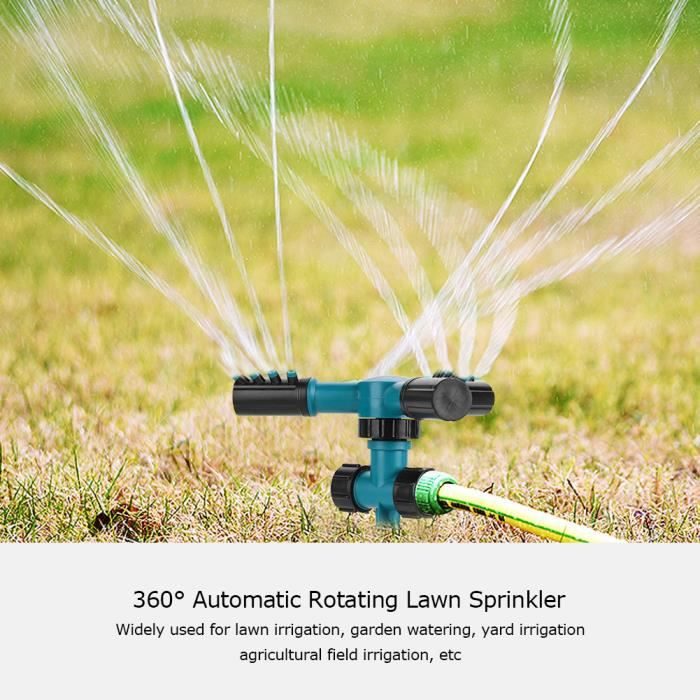 360° Automatic Rotating Lawn Sprinkler
Widely used for lawn irrigation, garden watering, yard irrigation
agricultural field irrigation, etc